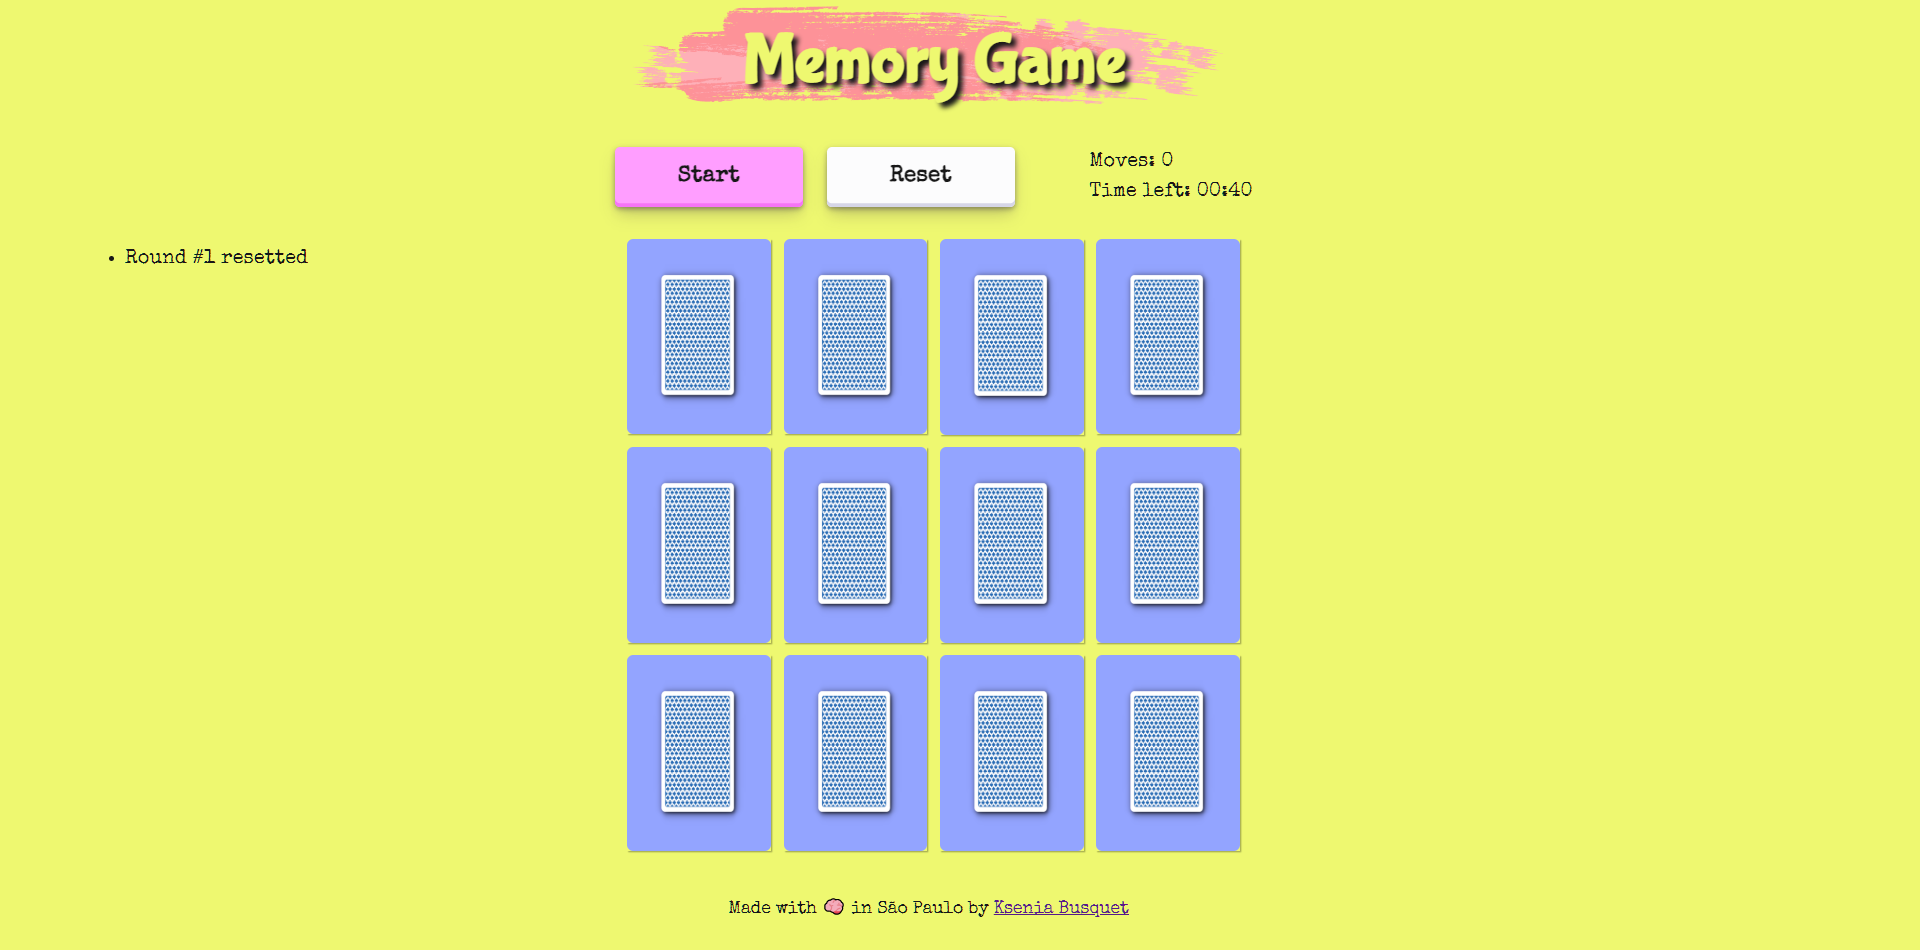 Memory Game
Start
Reset
Moves: 0
Time left: 00:40
Round #1 resetted
Made with 🧠 in São Paulo by Ksenia Busquet